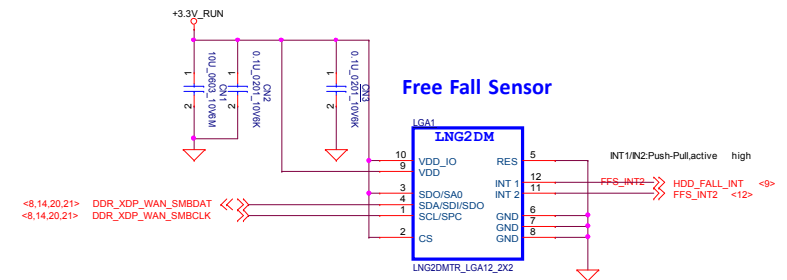 +3.3V_RUN
1
2
10U_0603_10V6M
CN1
1
2
0.1U_0201_10V6K
CN2
1
2
0.1U_0201_10V6K
CN3
Free Fall Sensor
LGA1
LNG2DM
INT1/IN2:Push-Pull,active high
10 VDD_IO
9 VDD
3 SDO/SA0
4 SDA/SDI/SDO
1 SCL/SPC
2 CS
RES 5
INT 1 12
INT 2 11
GND 6
GND 7
GND 8
FFS_INT2
HDD_FALL_INT <9>
FFS_INT2 <12>
<8,14,20,21> DDR_XDP_WAN_SMBDAT
<8,14,20,21> DDR_XDP_WAN_SMBCLK
LNG2DMTR_LGA12_2X2